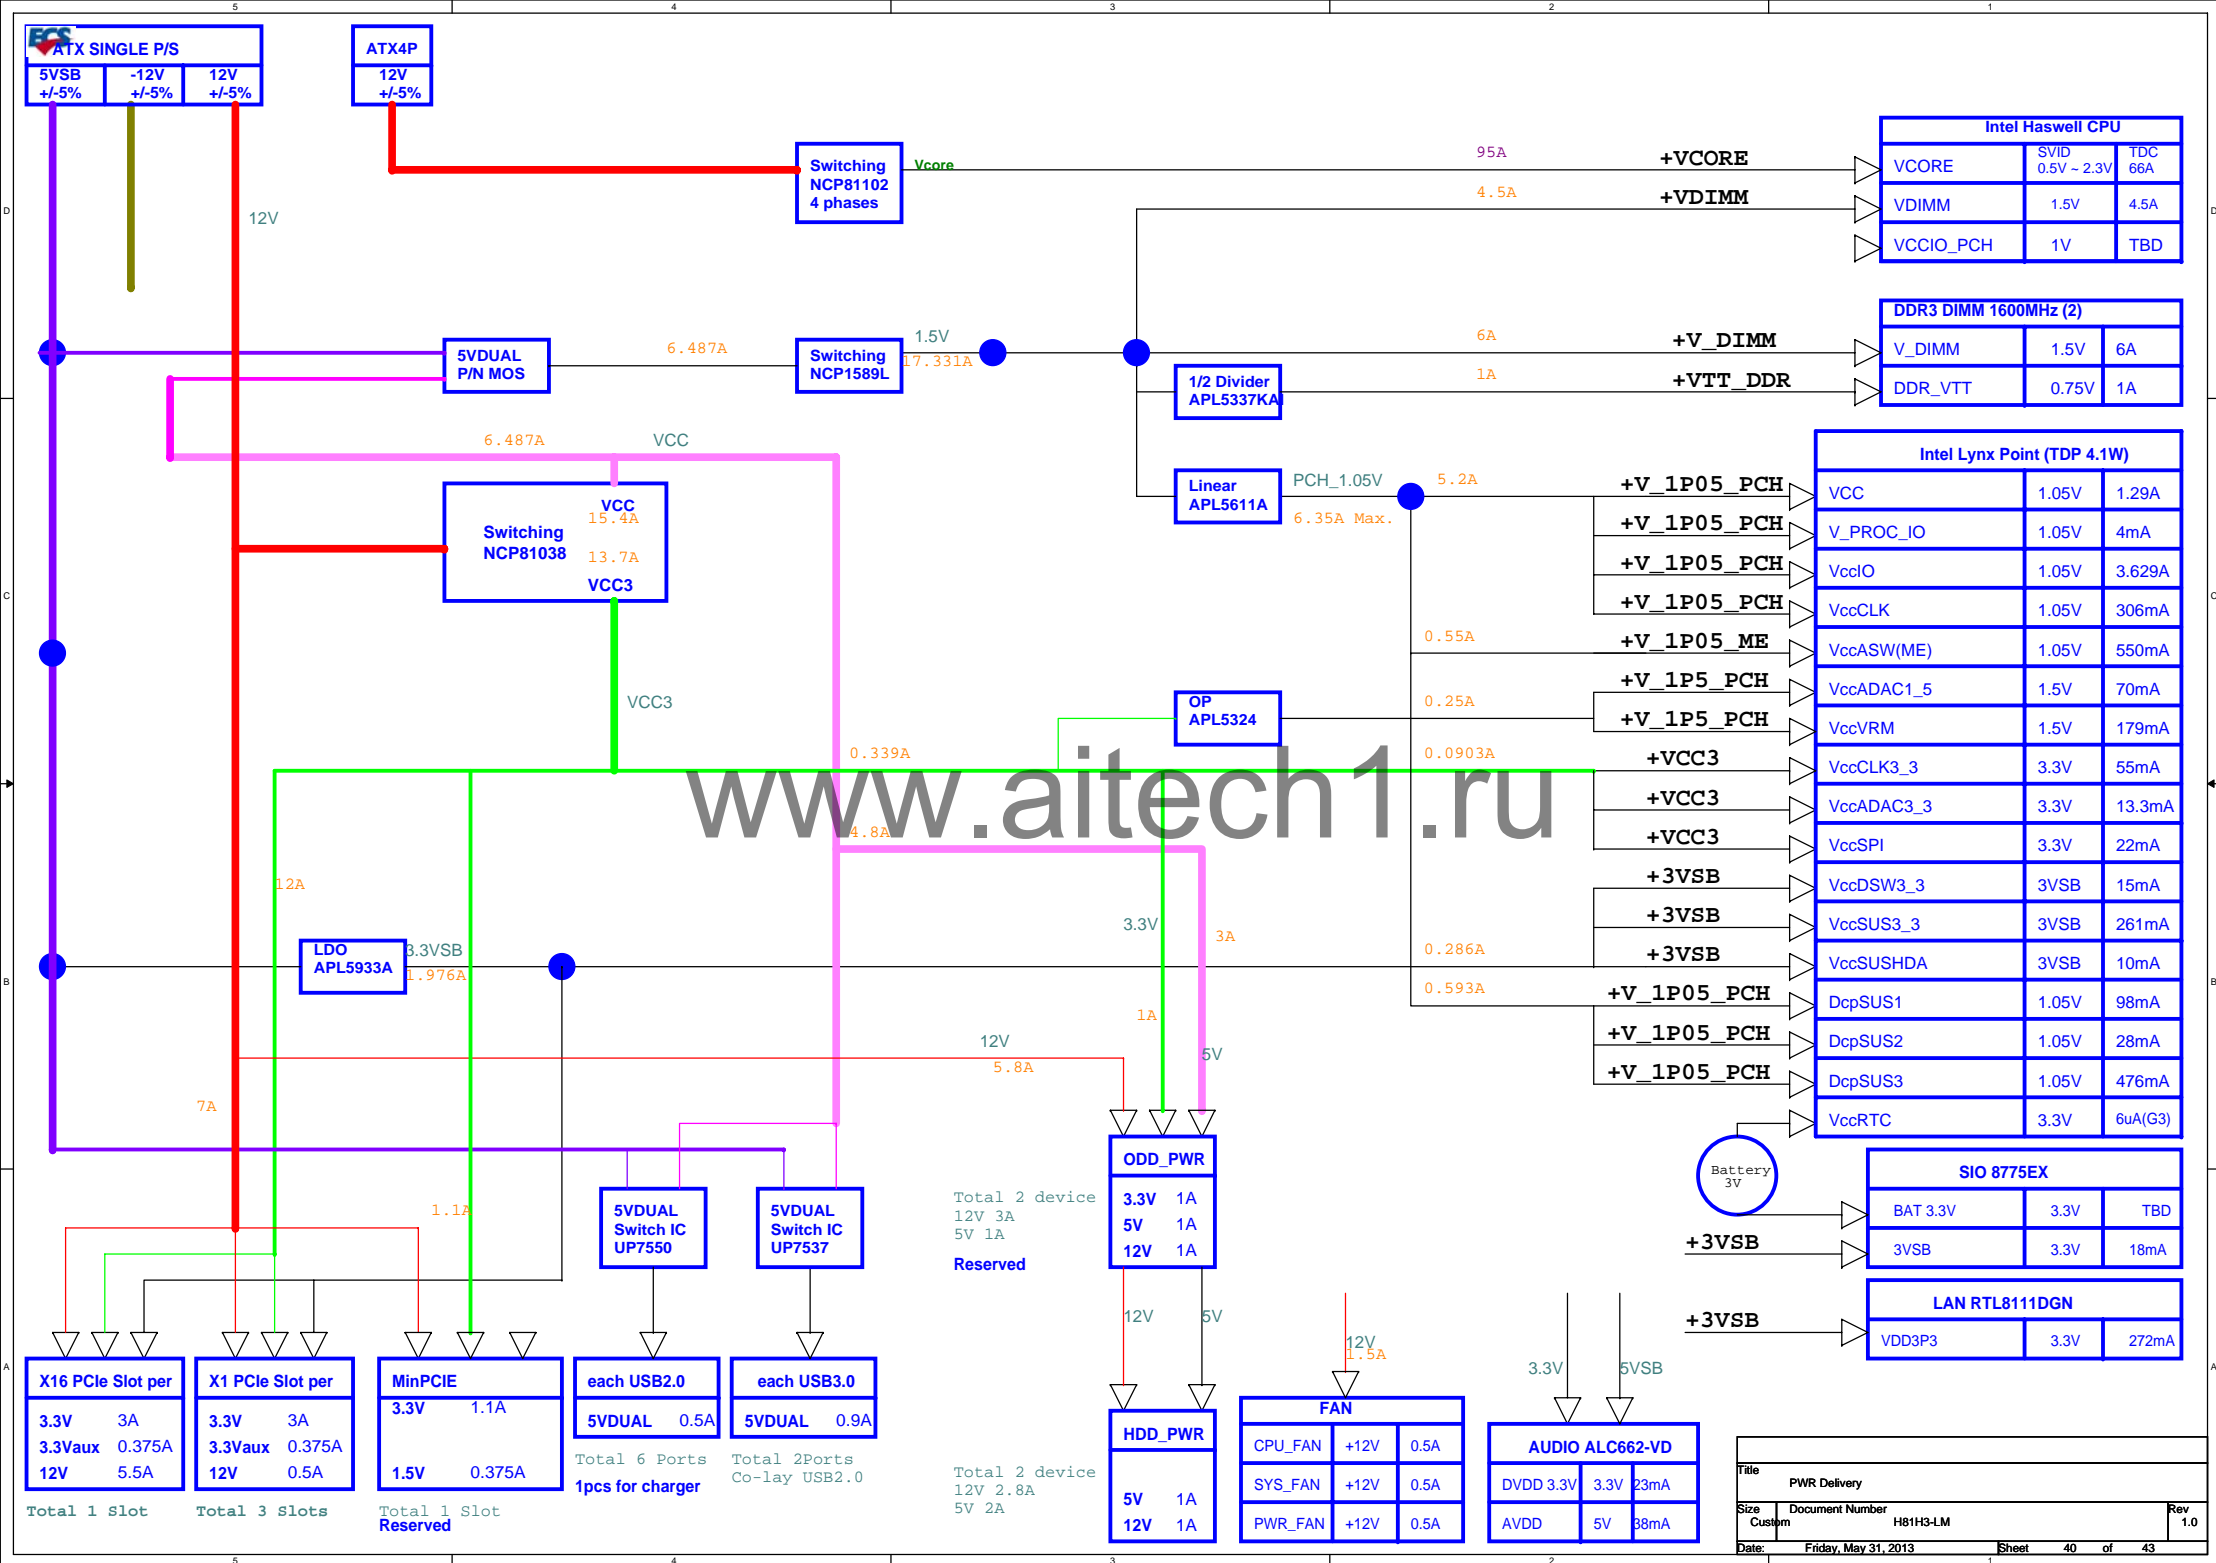 5
4
3
2
1
ECS
ATX SINGLE P/S
5VSB
+/-5%
-12V
+/-5%
12V
+/-5%
ATX4P
12V
+/-5%
12V
Switching
NCP81102
4 phases
Vcore
95A
+VCORE
4.5A
+VDIMM
Intel Haswell CPU
VCORE
SVID
0.5V ~ 2.3V
TDC
66A
VDIMM 1.5V 4.5A
VCCIO_PCH 1V TBD
D
D
5VDUAL
P/N MOS
6.487A
Switching
NCP1589L
1.5V
17.331A
6A
+V_DIMM
1/2 Divider
APL5337KAI
1A
+VTT_DDR
DDR3 DIMM 1600MHz (2)
V_DIMM 1.5V 6A
DDR_VTT 0.75V 1A
6.487A
VCC
VCC
15.4A
Switching
NCP81038
13.7A
VCC3
VCC3
Linear
APL5611A
PCH_1.05V
6.35A Max.
5.2A
Intel Lynx Point (TDP 4.1W)
+V_1P05_PCH VCC 1.05V 1.29A
+V_1P05_PCH V_PROC_IO 1.05V 4mA
+V_1P05_PCH VccIO 1.05V 3.629A
+V_1P05_PCH VccCLK 1.05V 306mA
0.55A +V_1P05_ME VccASW(ME) 1.05V 550mA
+V_1P5_PCH VccADAC1_5 1.5V 70mA
OP
APL5324
0.25A
+V_1P5_PCH VccVRM 1.5V 179mA
0.339A
0.0903A
+VCC3 VccCLK3_3 3.3V 55mA
+VCC3 VccADAC3_3 3.3V 13.3mA
+VCC3 VccSPI 3.3V 22mA
+3VSB VccDSW3_3 3VSB 15mA
+3VSB VccSUS3_3 3VSB 261mA
0.286A +3VSB VccSUSHDA 3VSB 10mA
0.593A +V_1P05_PCH DcpSUS1 1.05V 98mA
+V_1P05_PCH DcpSUS2 1.05V 28mA
+V_1P05_PCH DcpSUS3 1.05V 476mA
VccRTC 3.3V 6uA(G3)
C
C
www.aitech1.ru
4.8A
12A
3.3V
3A
LDO
APL5933A
3.3VSB
1.976A
1A
12V
5.8A
5V
7A
B
B
Battery
3V
SIO 8775EX
BAT 3.3V 3.3V TBD
+3VSB
3VSB 3.3V 18mA
LAN RTL8111DGN
+3VSB
VDD3P3 3.3V 272mA
1.1A
5VDUAL
Switch IC
UP7550
5VDUAL
Switch IC
UP7537
ODD_PWR
3.3V 1A
5V 1A
12V 1A
Total 2 device
12V 3A
5V 1A
Reserved
12V
5V
12V
1.5A
3.3V
5VSB
A
A
X16 PCIe Slot per
3.3V 3A
3.3Vaux 0.375A
12V 5.5A
Total 1 Slot
X1 PCIe Slot per
3.3V 3A
3.3Vaux 0.375A
12V 0.5A
Total 3 Slots
MinPCIE
3.3V 1.1A
1.5V 0.375A
Total 1 Slot
Reserved
each USB2.0
5VDUAL 0.5A
Total 6 Ports
1pcs for charger
each USB3.0
5VDUAL 0.9A
Total 2Ports
Co-lay USB2.0
HDD_PWR
5V 1A
12V 1A
Total 2 device
12V 2.8A
5V 2A
FAN
CPU_FAN +12V 0.5A
SYS_FAN +12V 0.5A
PWR_FAN +12V 0.5A
AUDIO ALC662-VD
DVDD 3.3V 3.3V 23mA
AVDD 5V 38mA
Title
PWR Delivery
Size Document Number Rev
Custom H81H3-LM 1.0
Date: Friday, May 31, 2013 Sheet 40 of 43
5
4
3
2
1